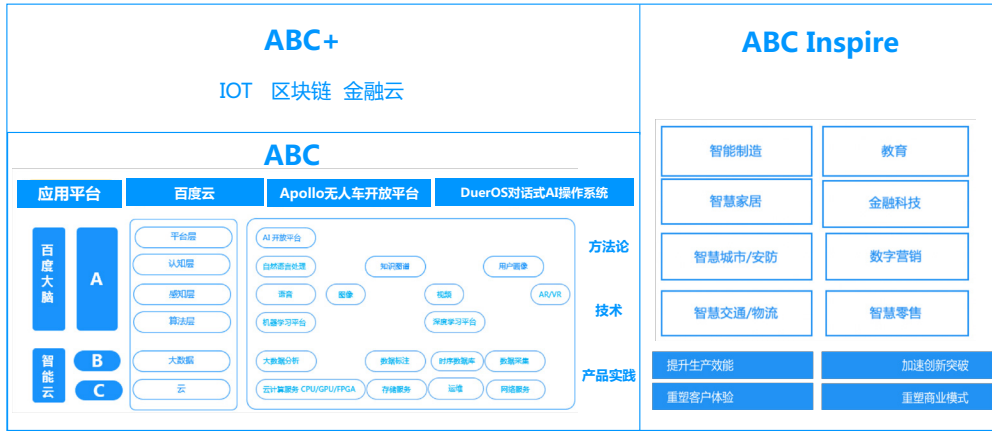 ABC+
IOT 区块链 金融云
ABC
应用平台 百度云 Apollo无人车开放平台 DuerOS对话式AI操作系统
百度大脑
A
平台层
AI 开放平台
认知层
自然语言处理 知识图谱 用户画像
感知层
语音 图像 视频 AR/VR
算法层
机器学习平台 深度学习平台
智能云
B
大数据
大数据分析 数据标注 时序数据库 数据采集
C
云
云计算服务 CPU/GPU/FPGA 存储服务 运维 网络服务
方法论
技术
产品实践
ABC Inspire
智能制造 教育
智慧家居 金融科技
智慧城市/安防 数字营销
智慧交通/物流 智慧零售
提升生产效能 加速创新突破
重塑客户体验 重塑商业模式